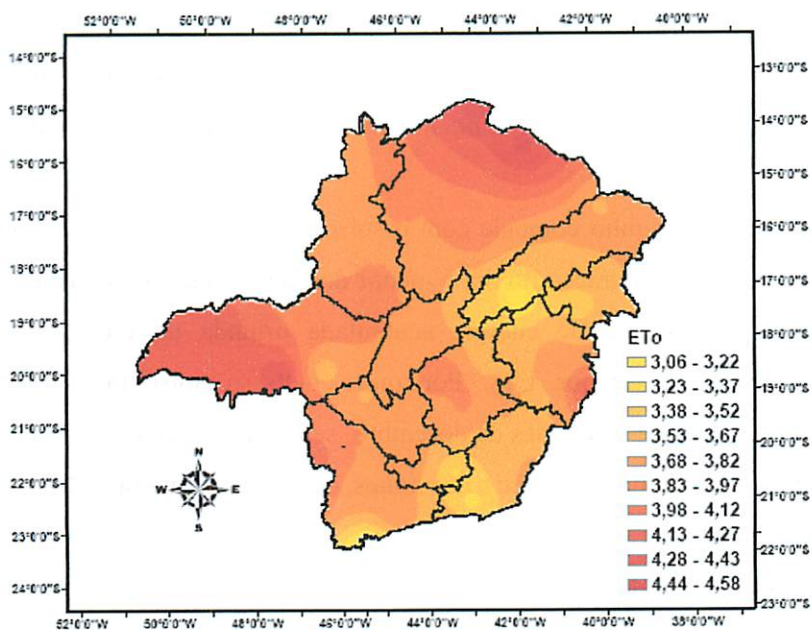 52°0'0"W 50°0'0"W 48°0'0"W 46°0'0"W 44°0'0"W 42°0'0"W 40°0'0"W
14°0'0"S
15°0'0"S
16°0'0"S
17°0'0"S
18°0'0"S
19°0'0"S
20°0'0"S
21°0'0"S
22°0'0"S
23°0'0"S
24°0'0"S
13°0'0"S
14°0'0"S
15°0'0"S
16°0'0"S
17°0'0"S
18°0'0"S
19°0'0"S
20°0'0"S
21°0'0"S
22°0'0"S
N
W E
S
ETo
3,06 - 3,22
3,23 - 3,37
3,38 - 3,52
3,53 - 3,67
3,68 - 3,82
3,83 - 3,97
3,98 - 4,12
4,13 - 4,27
4,28 - 4,43
4,44 - 4,58
52°0'0"W 50°0'0"W 48°0'0"W 46°0'0"W 44°0'0"W 42°0'0"W 40°0'0"W 38°0'0"W